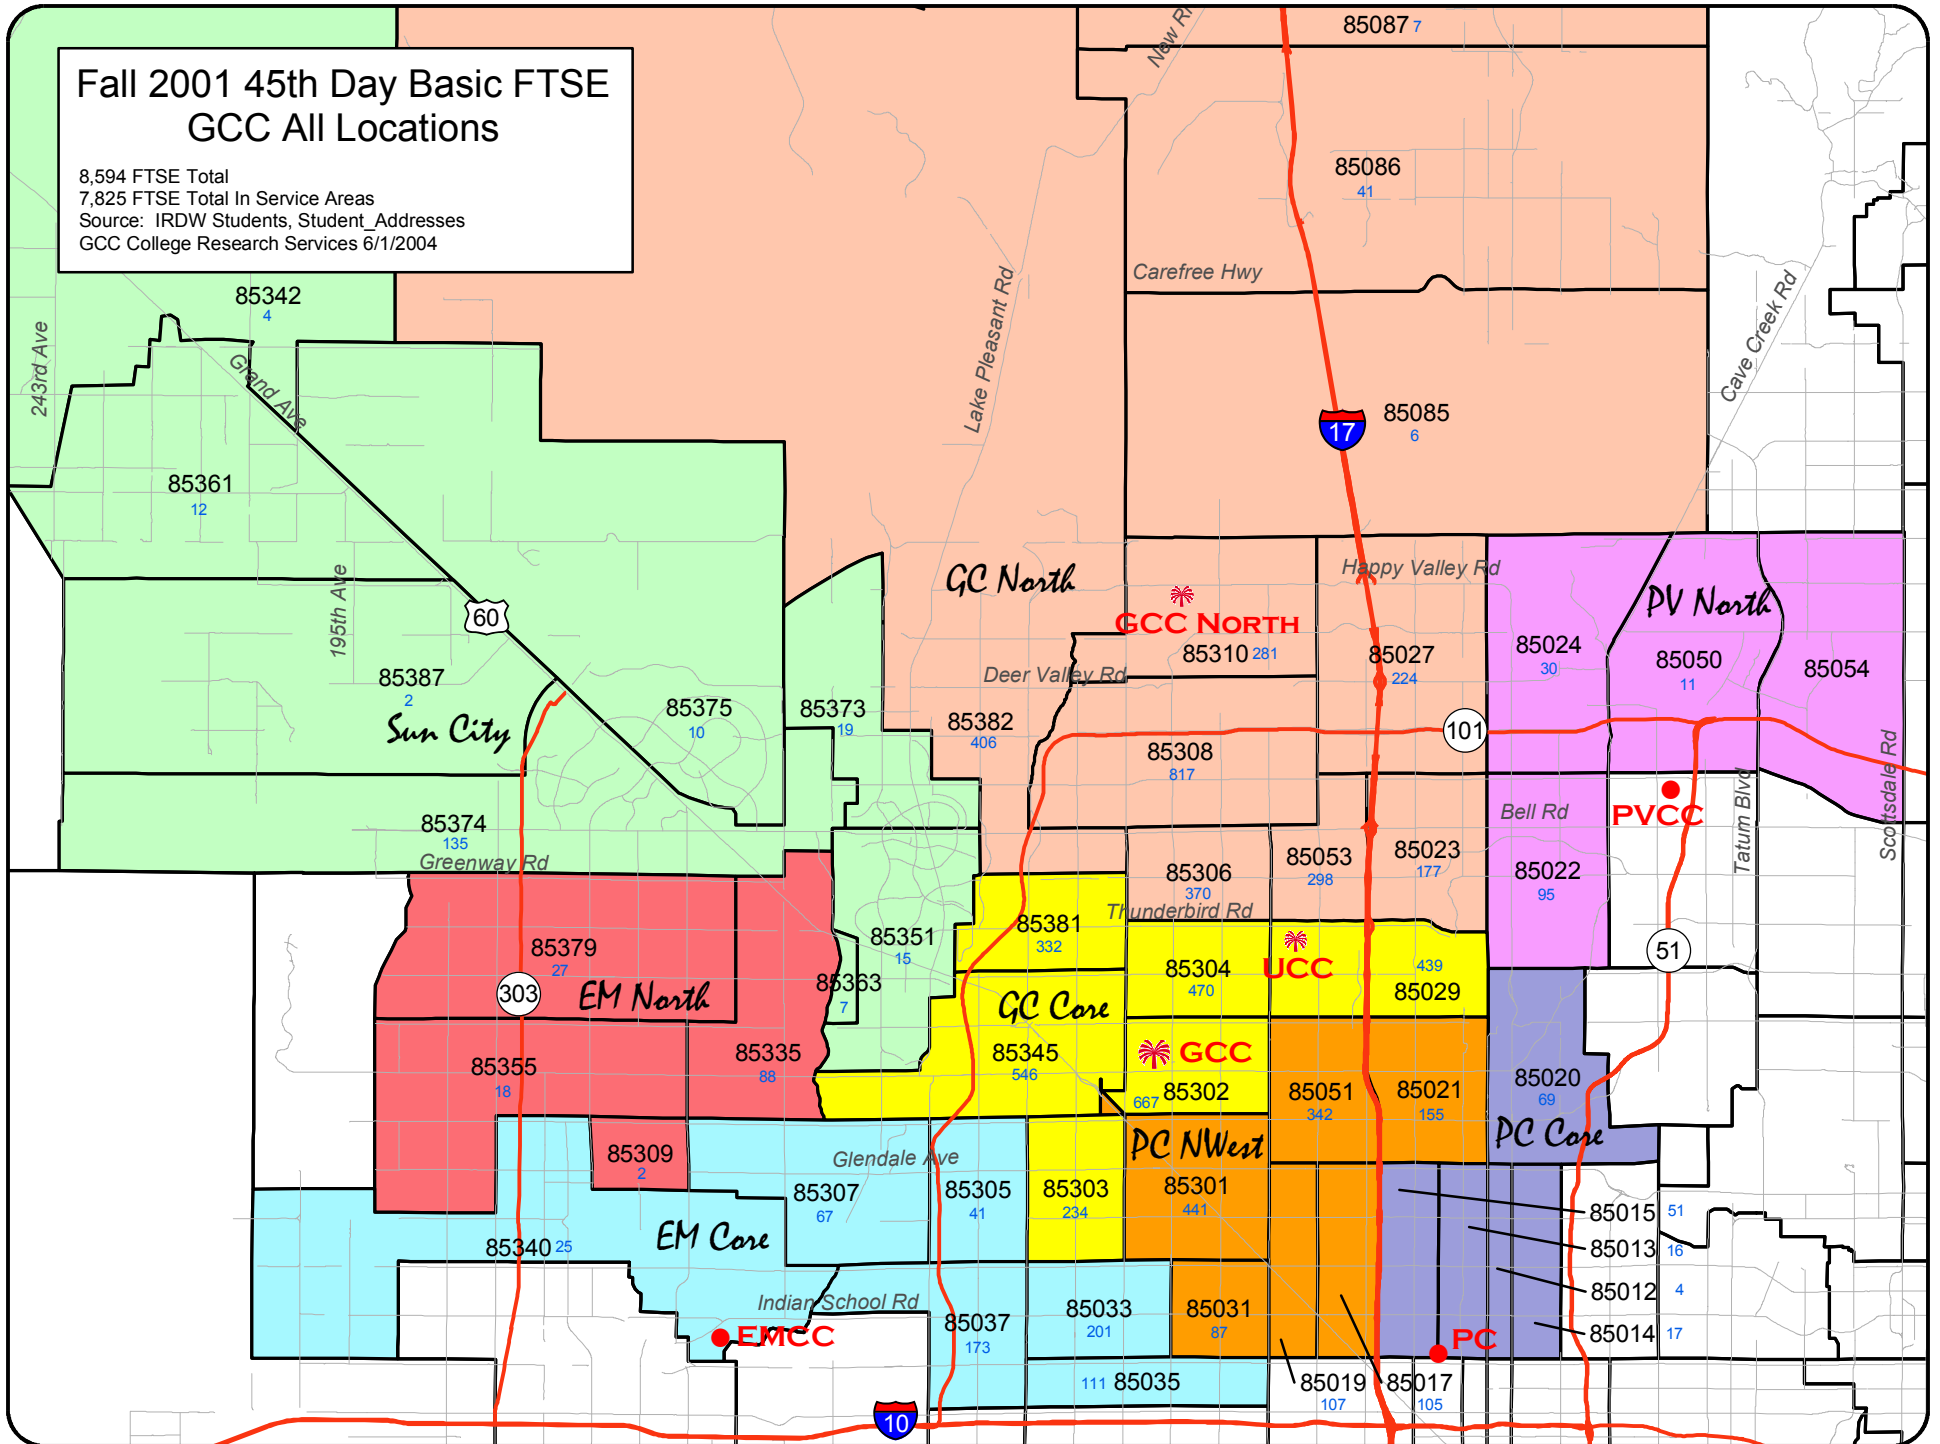 Fall 2001 45th Day Basic FTSE
GCC All Locations
8,594 FTSE Total
7,825 FTSE Total In Service Areas
Source: IRDW Students, Student_Addresses
GCC College Research Services 6/1/2004
85087 7
85086
41
Carefree Hwy
Lake Pleasant Rd
Cave Creek Rd
85342
4
243rd Ave
Grand Ave
17
85085
6
85361
12
195th Ave
60
GC North
Happy Valley Rd
PV North
GCC North
85310 281
Deer Valley Rd
85027
224
85024
30
85050
11
85054
85387
2
Sun City
85375
10
85373
19
85382
406
101
85308
817
Scottsdale Rd
Tatum Blvd
Bell Rd
PVCC
85374
135
Greenway Rd
85306
370
85053
298
85023
177
85022
95
Thunderbird Rd
85381
332
85351
15
85379
27
303
EM North
85363
7
GC Core
85304
470
UCC
439
85029
51
85355
18
85335
88
85345
546
GCC
667 85302
85051
342
85021
155
85020
69
PC Core
PC NWest
85309
2
Glendale Ave
85307
67
85305
41
85303
234
85301
441
85015 51
85013 16
85012 4
85014 17
EM Core
85340 25
Indian School Rd
EMCC
85037
173
85033
201
85031
87
PC
111 85035
85019
107
85017
105
10